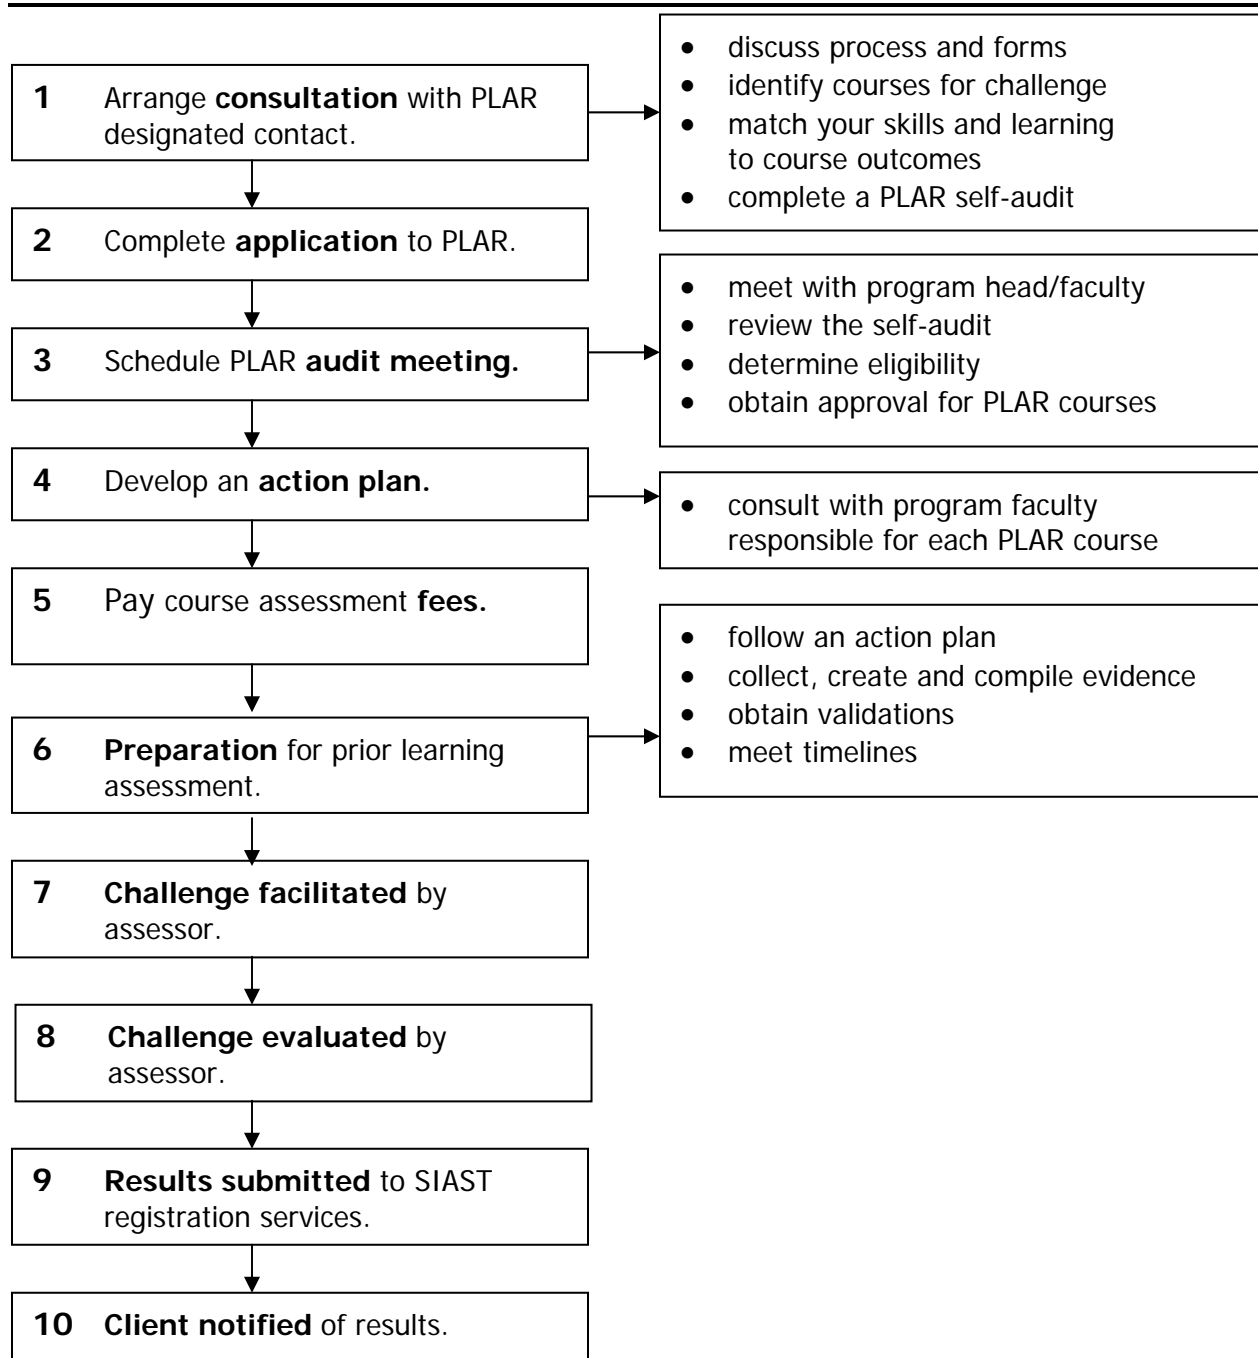 1 Arrange consultation with PLAR
designated contact.
• discuss process and forms
• identify courses for challenge
• match your skills and learning
to course outcomes
• complete a PLAR self-audit
2 Complete application to PLAR.
3 Schedule PLAR audit meeting.
• meet with program head/faculty
• review the self-audit
• determine eligibility
• obtain approval for PLAR courses
4 Develop an action plan.
• consult with program faculty
responsible for each PLAR course
5 Pay course assessment fees.
6 Preparation for prior learning
assessment.
• follow an action plan
• collect, create and compile evidence
• obtain validations
• meet timelines
7 Challenge facilitated by
assessor.
8 Challenge evaluated by
assessor.
9 Results submitted to SIAST
registration services.
10 Client notified of results.